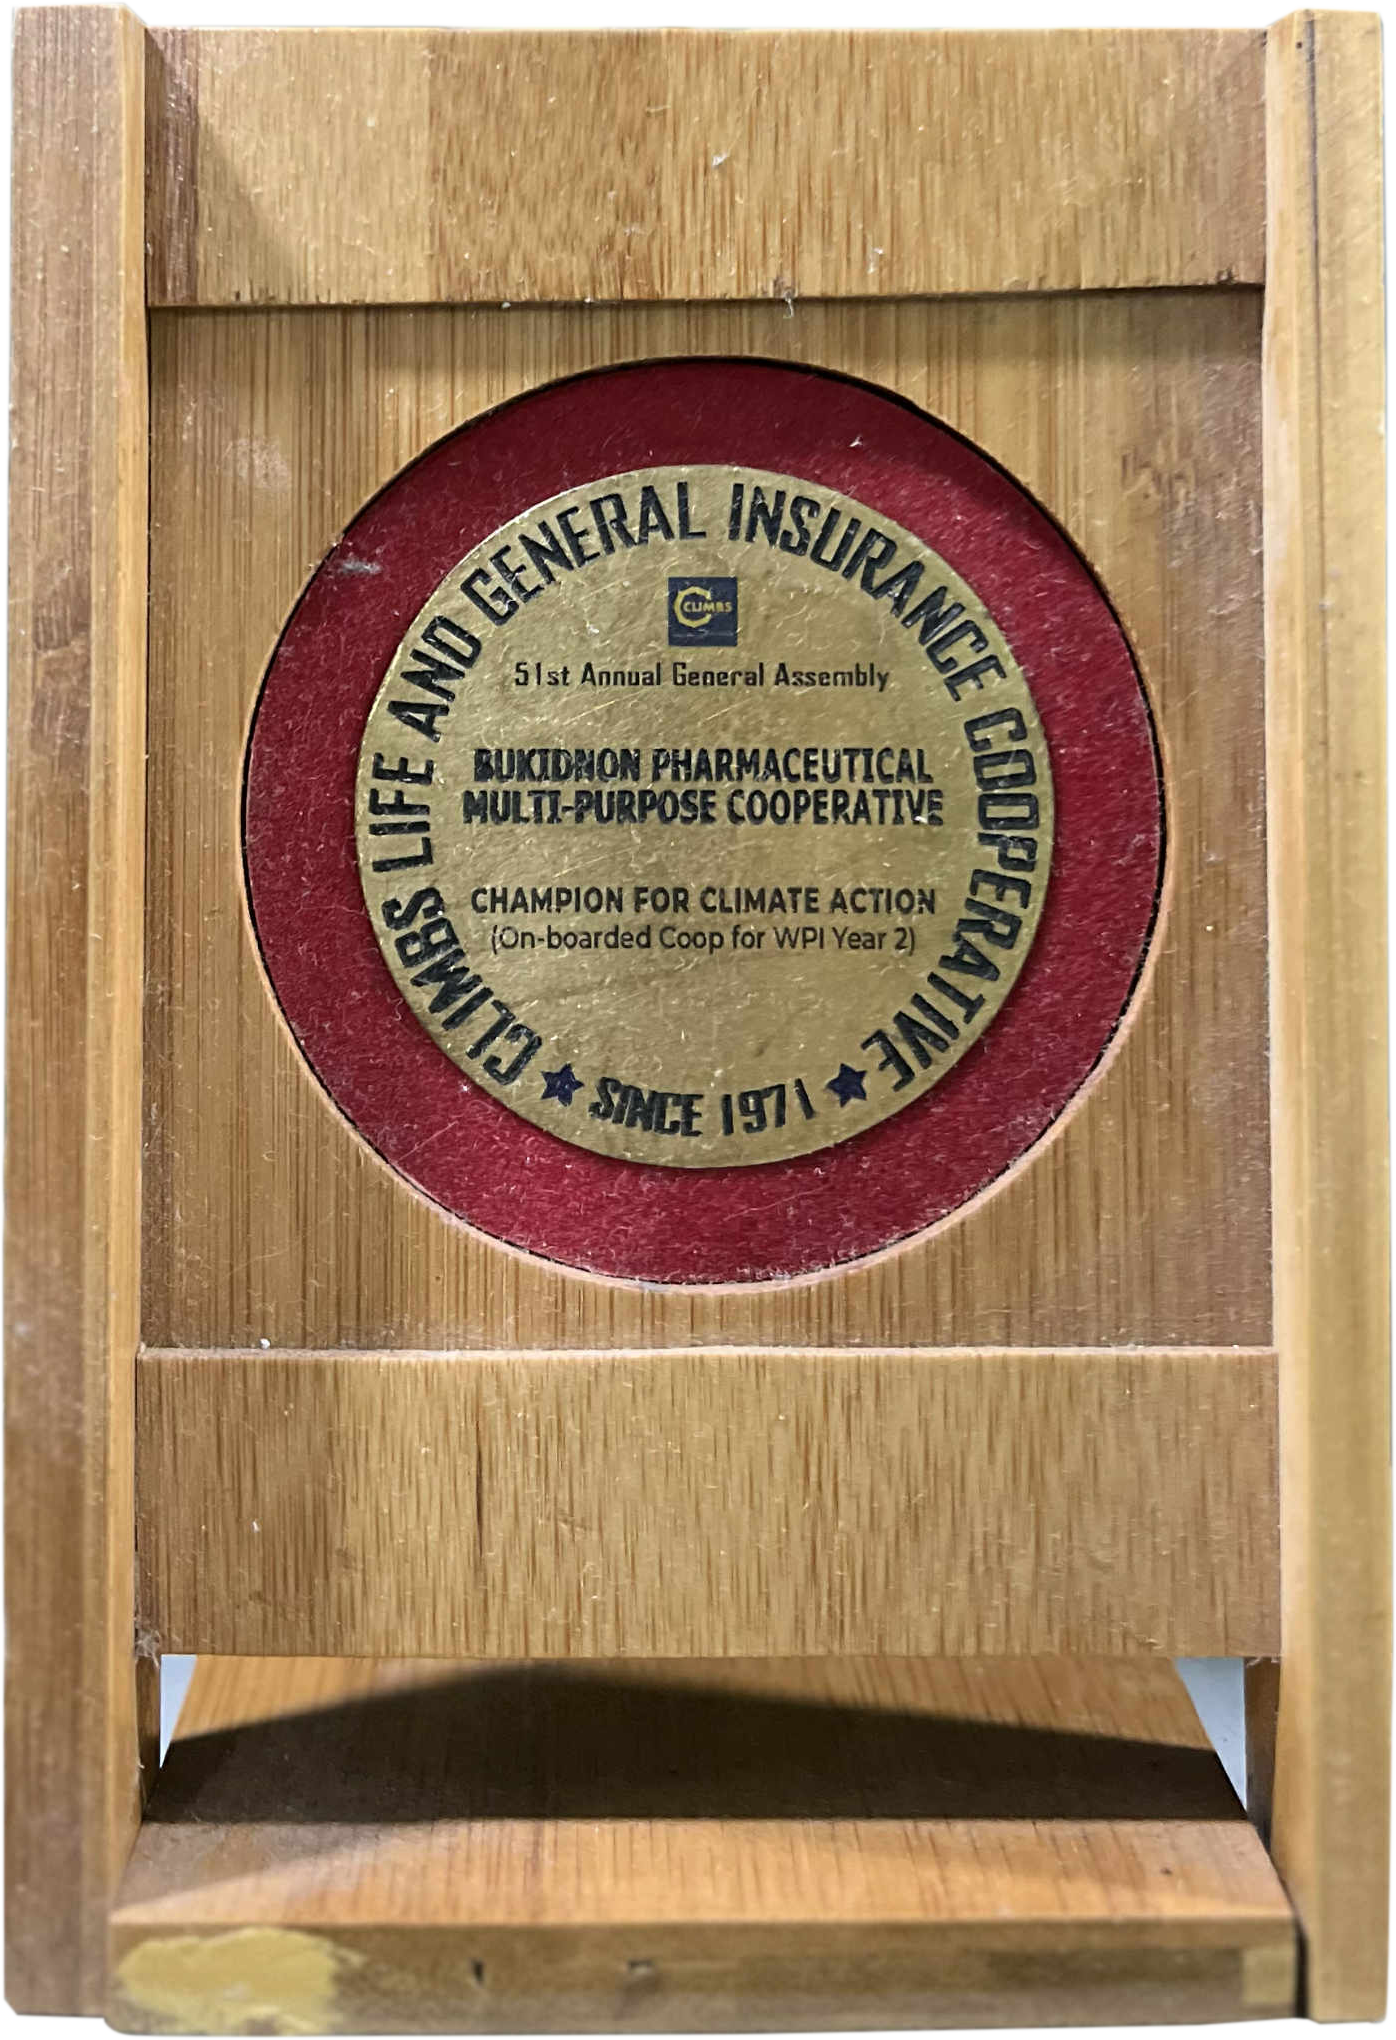 CLIMBS LIFE AND GENERAL INSURANCE COOPERATIVE
CLIMBS
51st Annual General Assembly
BUKIDNON PHARMACEUTICAL
MULTI-PURPOSE COOPERATIVE
CHAMPION FOR CLIMATE ACTION
(On-boarded Coop for WPI Year 2)
SINCE 1971